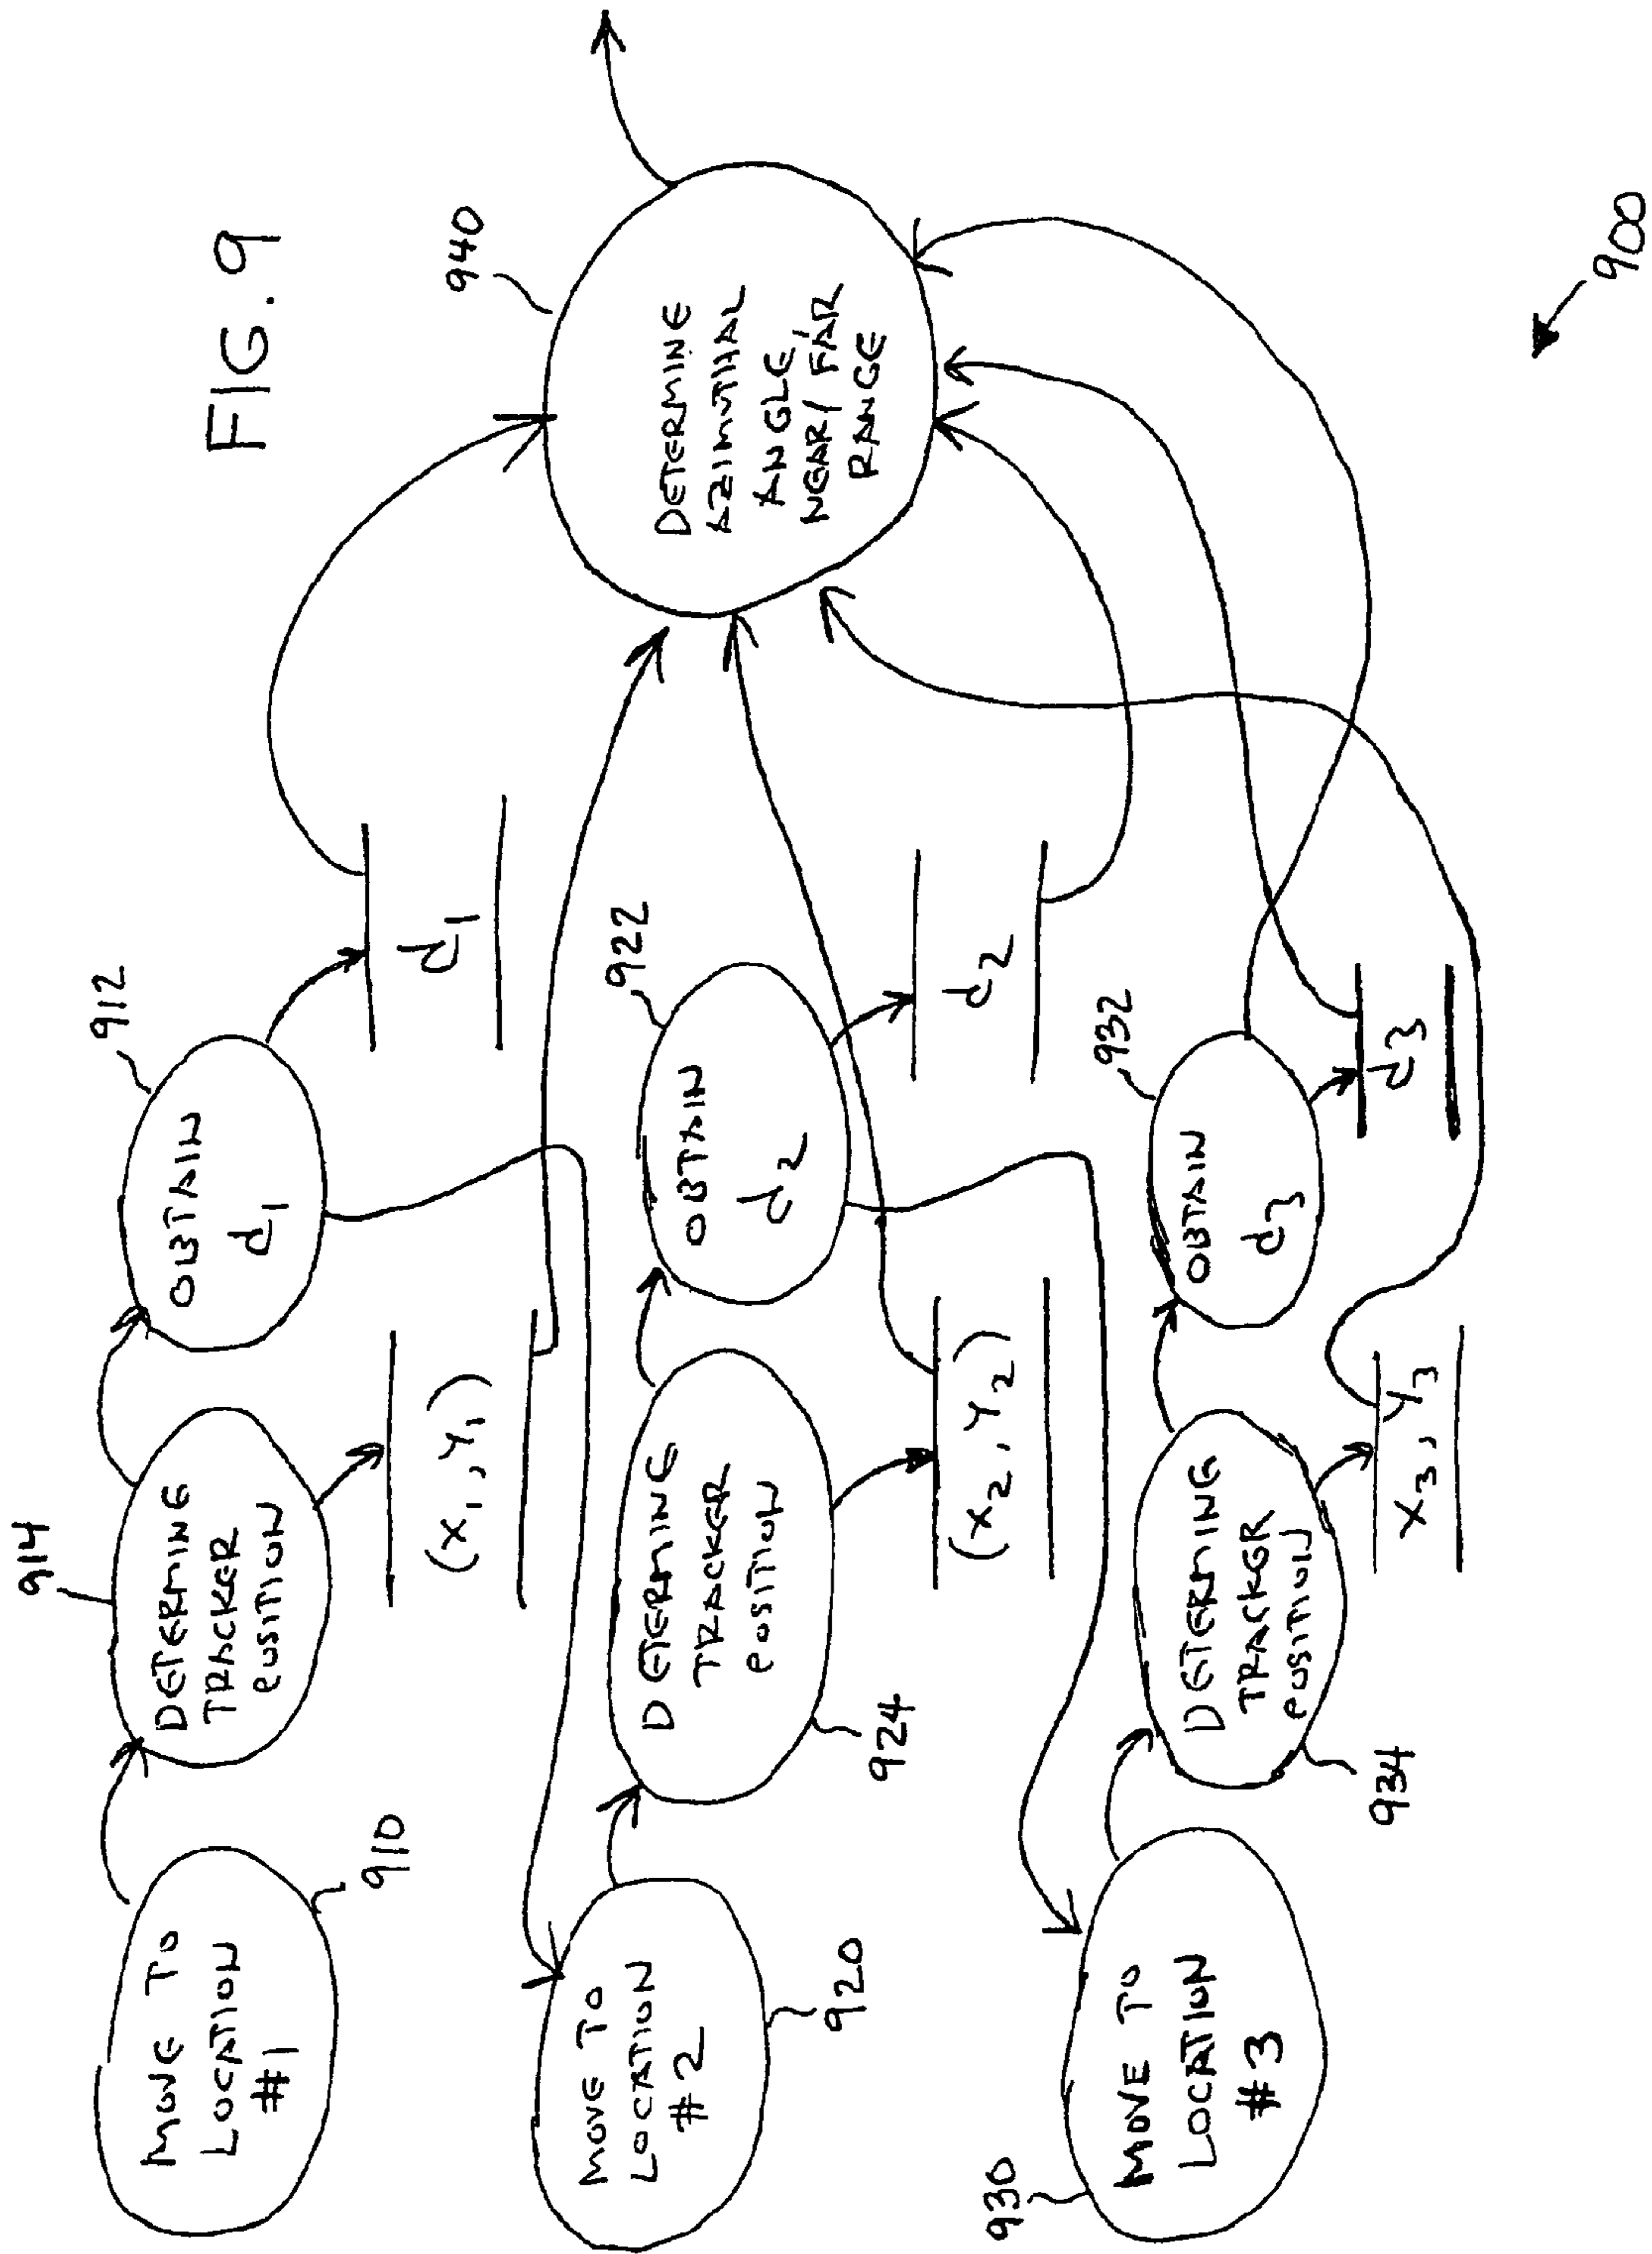 FIG. 9
914
912
940
MOVE TO
LOCATION
#1
910
DETERMINE
TRACKER
POSITION
OBTAIN
d1
(X1, Y1)
d1
DETERMINE
AZIMUTHAL
ANGLE,
NEAR/FAR
RANGE
922
MOVE TO
LOCATION
#2
920
DETERMINE
TRACKER
POSITION
924
OBTAIN
d2
(X2, Y2)
d2
930
932
MOVE TO
LOCATION
#3
DETERMINE
TRACKER
POSITION
934
OBTAIN
d3
X3, Y3
d3
900